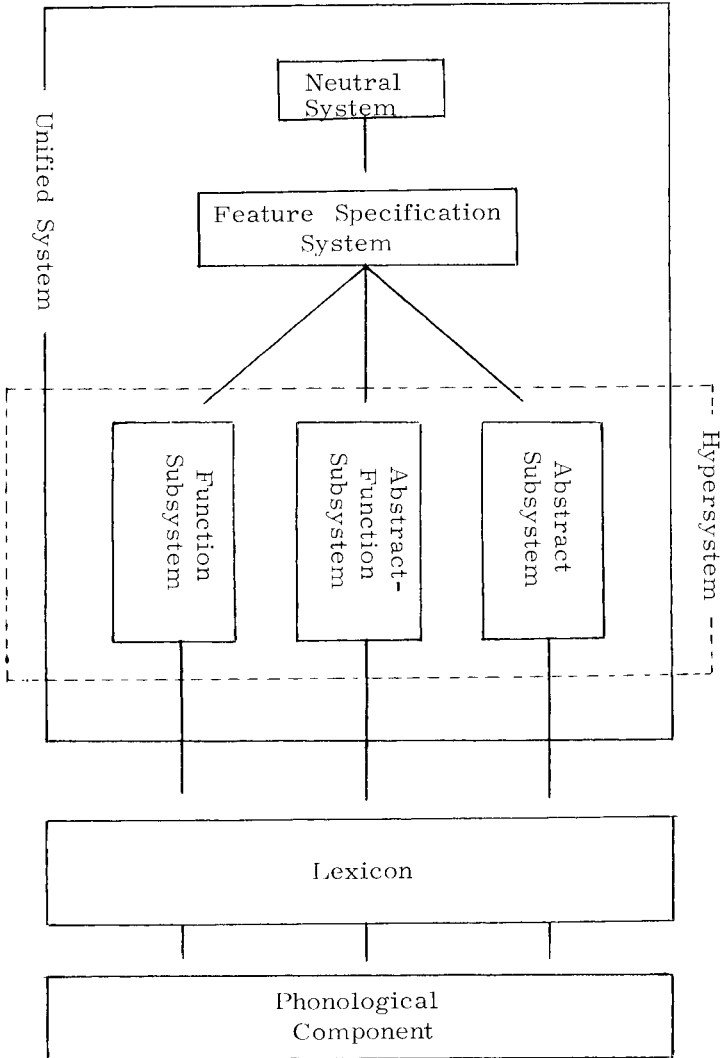 Neutral
System
Unified System
Feature Specification
System
Hypersystem
Function
Subsystem
Abstract-
Function
Subsystem
Abstract
Subsystem
Lexicon
Phonological
Component